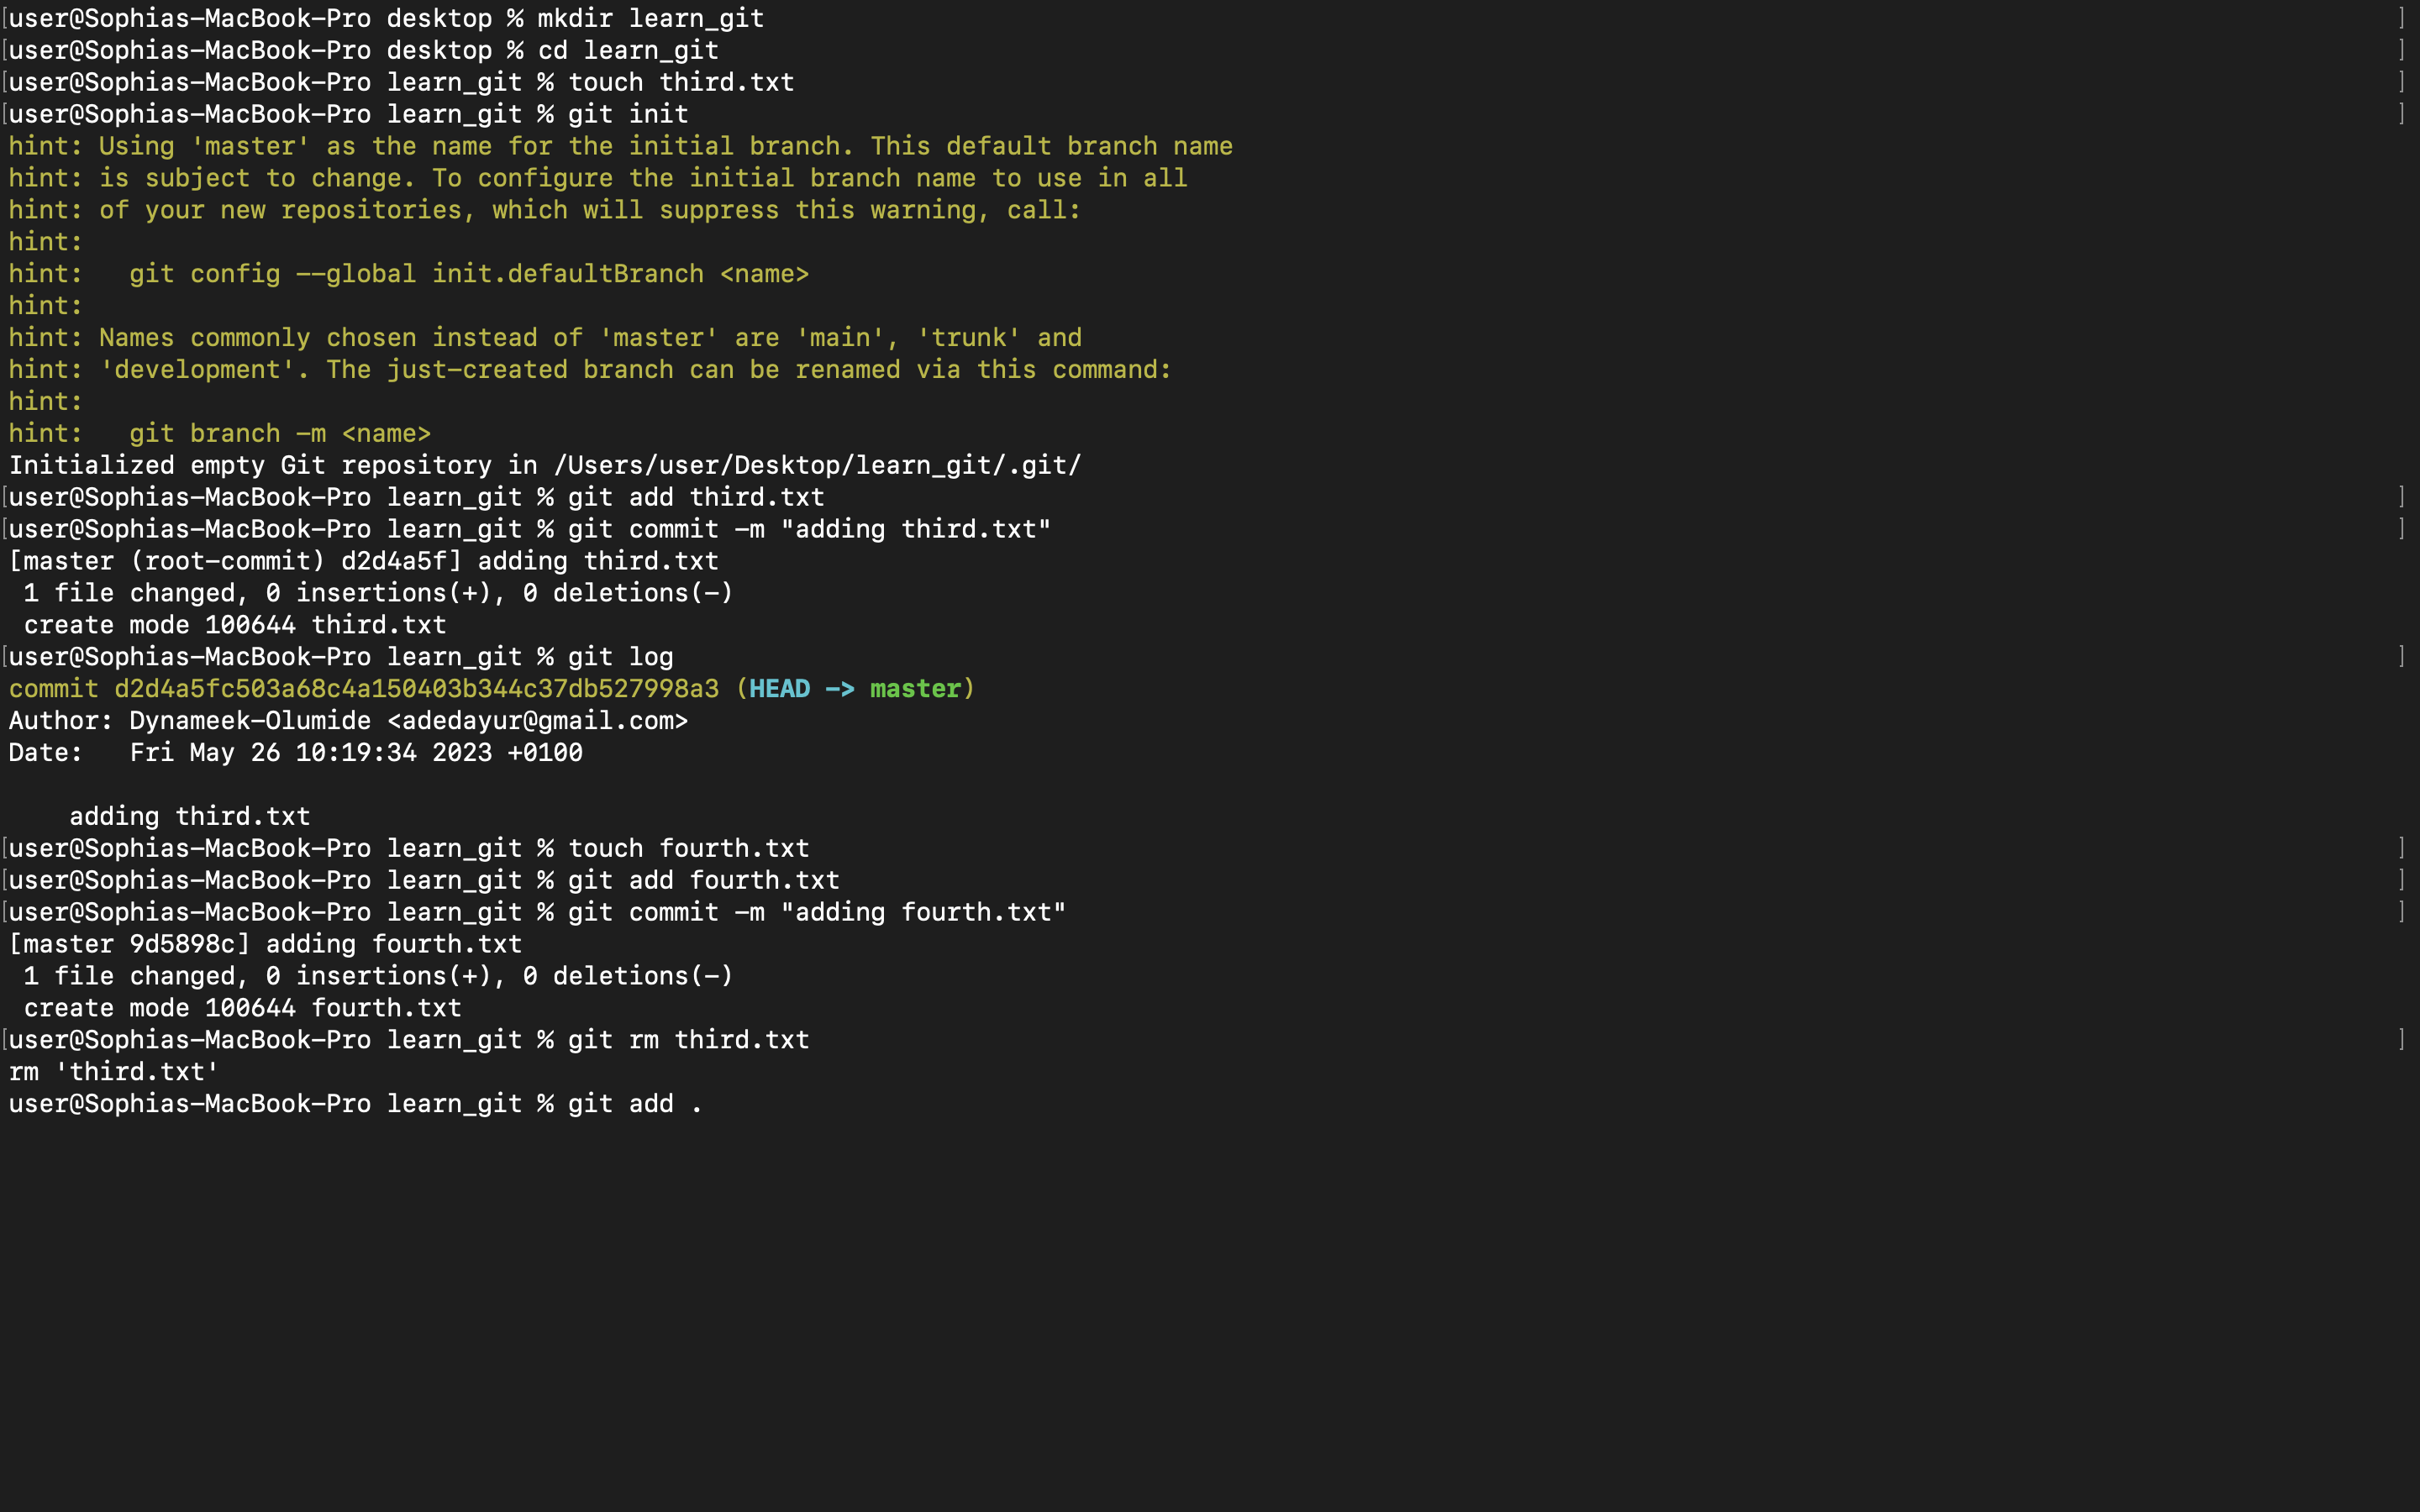 [user@Sophias-MacBook-Pro desktop % mkdir learn_git ]
[user@Sophias-MacBook-Pro desktop % cd learn_git ]
[user@Sophias-MacBook-Pro learn_git % touch third.txt ]
[user@Sophias-MacBook-Pro learn_git % git init ]
hint: Using 'master' as the name for the initial branch. This default branch name
hint: is subject to change. To configure the initial branch name to use in all
hint: of your new repositories, which will suppress this warning, call:
hint:
hint:   git config --global init.defaultBranch <name>
hint:
hint: Names commonly chosen instead of 'master' are 'main', 'trunk' and
hint: 'development'. The just-created branch can be renamed via this command:
hint:
hint:   git branch -m <name>
Initialized empty Git repository in /Users/user/Desktop/learn_git/.git/
[user@Sophias-MacBook-Pro learn_git % git add third.txt ]
[user@Sophias-MacBook-Pro learn_git % git commit -m "adding third.txt" ]
[master (root-commit) d2d4a5f] adding third.txt
 1 file changed, 0 insertions(+), 0 deletions(-)
 create mode 100644 third.txt
[user@Sophias-MacBook-Pro learn_git % git log ]
commit d2d4a5fc503a68c4a150403b344c37db527998a3 (HEAD -> master)
Author: Dynameek-Olumide <adedayur@gmail.com>
Date:   Fri May 26 10:19:34 2023 +0100
    adding third.txt
[user@Sophias-MacBook-Pro learn_git % touch fourth.txt ]
[user@Sophias-MacBook-Pro learn_git % git add fourth.txt ]
[user@Sophias-MacBook-Pro learn_git % git commit -m "adding fourth.txt" ]
[master 9d5898c] adding fourth.txt
 1 file changed, 0 insertions(+), 0 deletions(-)
 create mode 100644 fourth.txt
[user@Sophias-MacBook-Pro learn_git % git rm third.txt ]
rm 'third.txt'
user@Sophias-MacBook-Pro learn_git % git add .